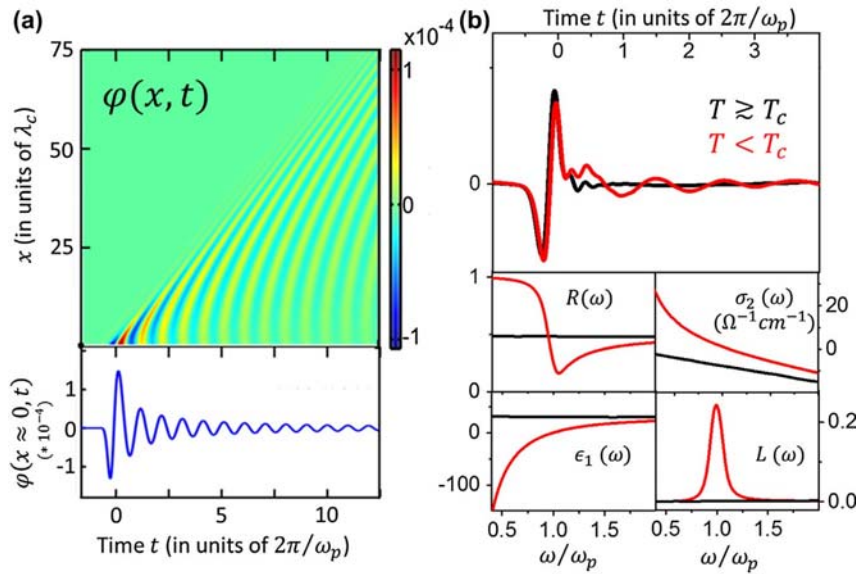 (a)
x10⁻⁴
75
50
25
x (in units of λc)
φ(x, t)
1
0
-1
1
0
-1
φ(x ≈ 0, t)
(* 10⁻⁴)
0 5 10
Time t (in units of 2π/ωp)
(b)
Time t (in units of 2π/ωp)
0 1 2 3
0
T ≳ Tc
T < Tc
1
0
R(ω)
σ₂ (ω)
(Ω⁻¹cm⁻¹)
20
0
0
-100
ϵ₁ (ω)
L (ω)
0.2
0.0
0.5 1.0 1.5
0.5 1.0 1.5
ω/ωp
ω/ωp